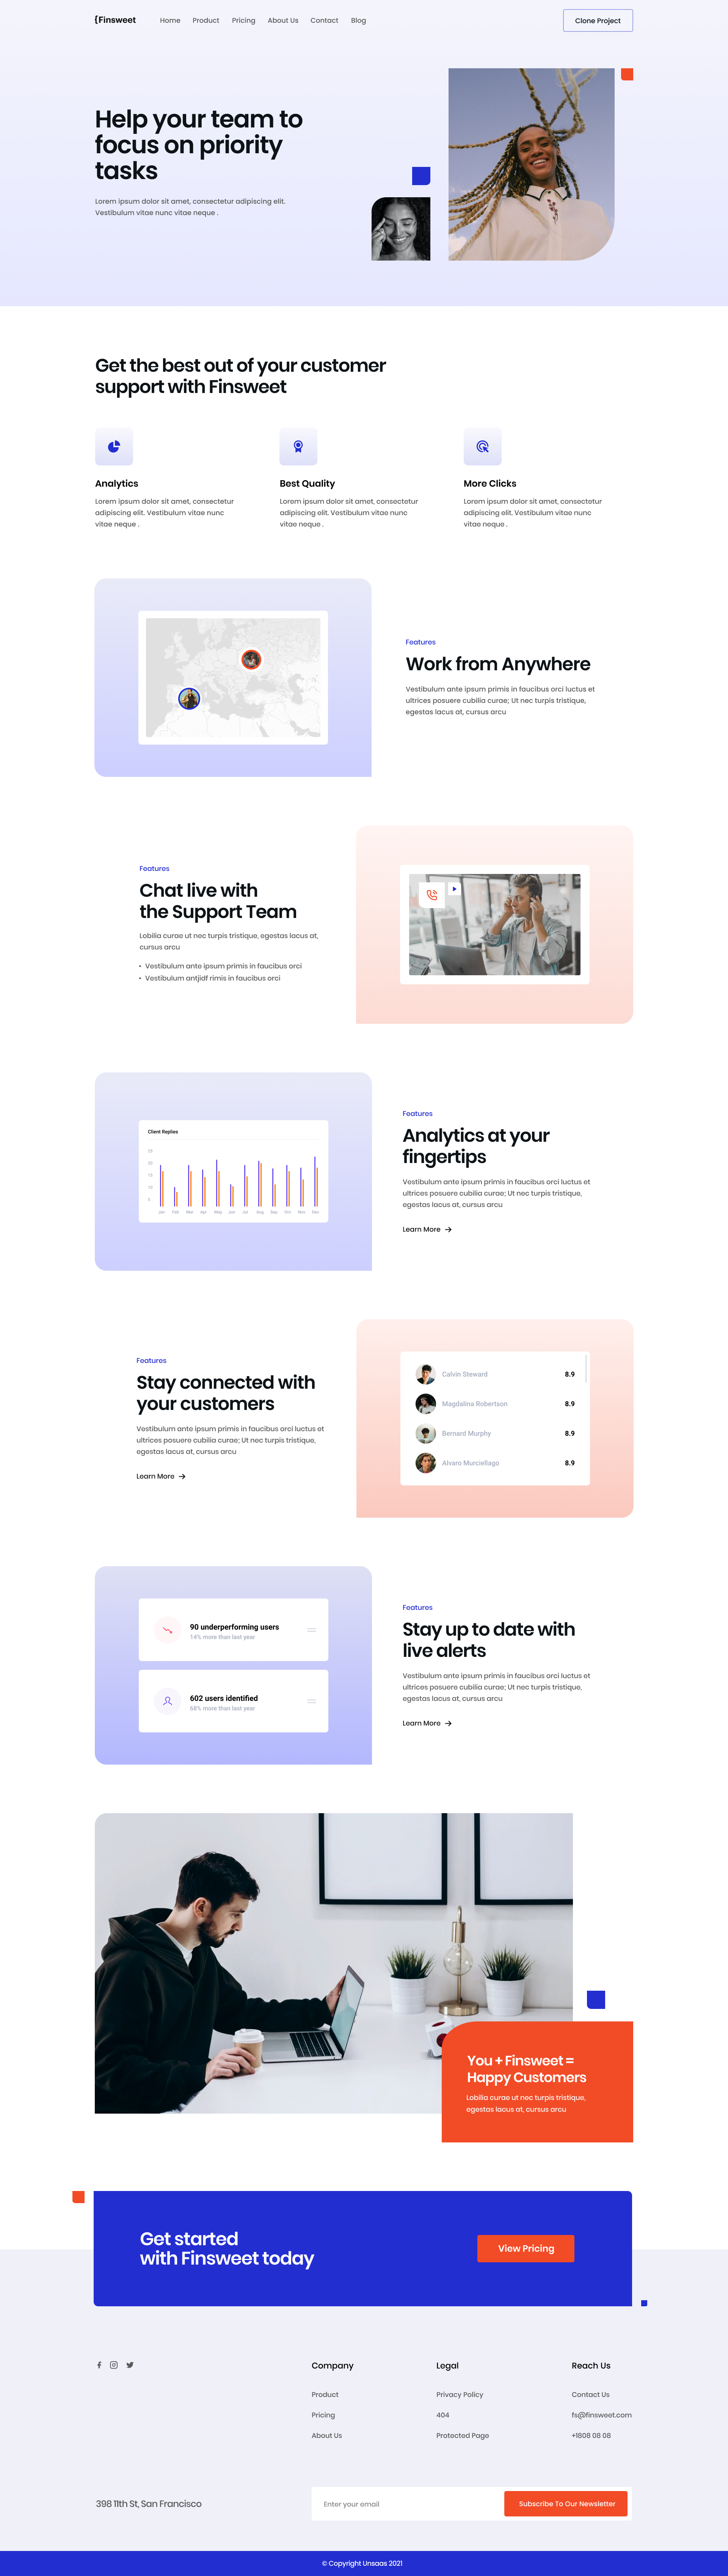 {Finsweet
Home Product Pricing About Us Contact Blog
Clone Project
Help your team to
focus on priority
tasks
Lorem ipsum dolor sit amet, consectetur adipiscing elit.
Vestibulum vitae nunc vitae neque .
Get the best out of your customer
support with Finsweet
Analytics
Lorem ipsum dolor sit amet, consectetur
adipiscing elit. Vestibulum vitae nunc
vitae neque .
Best Quality
Lorem ipsum dolor sit amet, consectetur
adipiscing elit. Vestibulum vitae nunc
vitae neque .
More Clicks
Lorem ipsum dolor sit amet, consectetur
adipiscing elit. Vestibulum vitae nunc
vitae neque .
Features
Work from Anywhere
Vestibulum ante ipsum primis in faucibus orci luctus et
ultrices posuere cubilia curae; Ut nec turpis tristique,
egestas lacus at, cursus arcu
Features
Chat live with
the Support Team
Lobilia curae ut nec turpis tristique, egestas lacus at,
cursus arcu
• Vestibulum ante ipsum primis in faucibus orci
• Vestibulum antjidf rimis in faucibus orci
Client Replies
25
20
15
10
5
Jan Feb Mar Apr May Jun Jul Aug Sep Oct Nov Dec
Features
Analytics at your
fingertips
Vestibulum ante ipsum primis in faucibus orci luctus et
ultrices posuere cubilia curae; Ut nec turpis tristique,
egestas lacus at, cursus arcu
Learn More →
Features
Stay connected with
your customers
Vestibulum ante ipsum primis in faucibus orci luctus et
ultrices posuere cubilia curae; Ut nec turpis tristique,
egestas lacus at, cursus arcu
Learn More →
Calvin Steward 8.9
Magdalina Robertson 8.9
Bernard Murphy 8.9
Alvaro Murciellago 8.9
90 underperforming users
14% more than last year
602 users identified
68% more than last year
Features
Stay up to date with
live alerts
Vestibulum ante ipsum primis in faucibus orci luctus et
ultrices posuere cubilia curae; Ut nec turpis tristique,
egestas lacus at, cursus arcu
Learn More →
You + Finsweet =
Happy Customers
Lobilia curae ut nec turpis tristique,
egestas lacus at, cursus arcu
Get started
with Finsweet today
View Pricing
Company
Product
Pricing
About Us
Legal
Privacy Policy
404
Protected Page
Reach Us
Contact Us
fs@finsweet.com
+1808 08 08
398 11th St, San Francisco
Enter your email
Subscribe To Our Newsletter
© Copyright Unsaas 2021